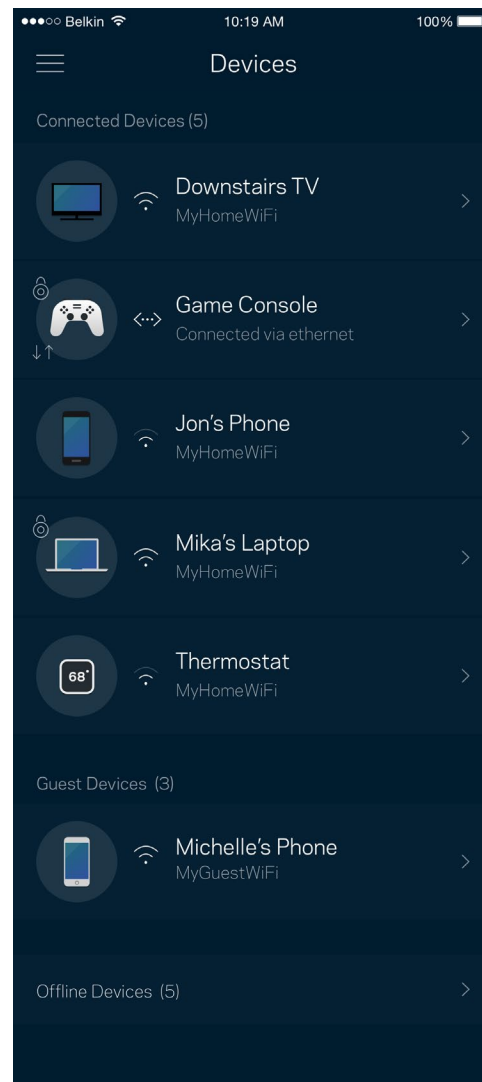 Belkin 10:19 AM 100%
Devices
Connected Devices (5)
Downstairs TV
MyHomeWiFi
Game Console
Connected via ethernet
Jon's Phone
MyHomeWiFi
Mika's Laptop
MyHomeWiFi
68°
Thermostat
MyHomeWiFi
Guest Devices (3)
Michelle's Phone
MyGuestWiFi
Offline Devices (5)